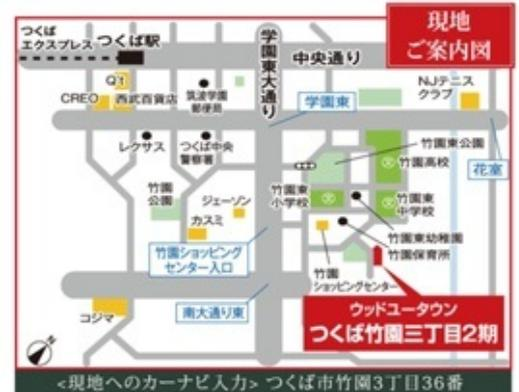 現地
ご案内図
つくば
エクスプレス つくば駅
学園東大通り
中央通り
Q't
CREO 西武百貨店
筑波学園
郵便局
学園東
NJテニス
クラブ
レクサス
つくば中央
警察署
竹園東公園
竹園高校
花室
竹園
公園
ジェーソン
カスミ
竹園東
小学校
竹園東
中学校
竹園東幼稚園
竹園保育所
竹園ショッピング
センター入口
竹園
ショッピングセンター
南大通り東
コジマ
ウッドユータウン
つくば竹園三丁目2期
<現地へのカーナビ入力> つくば市竹園3丁目36番